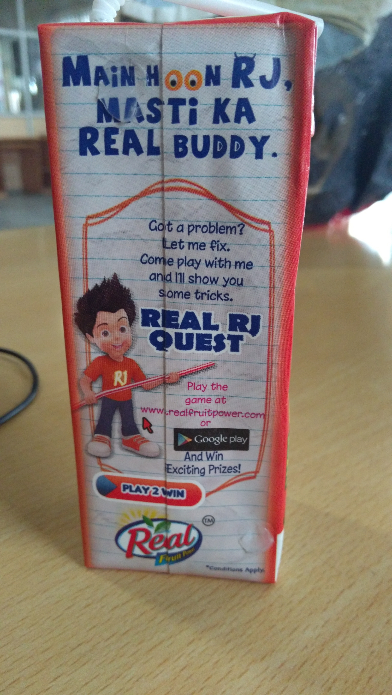 MAiN HOON RJ,
MASTi KA
REAL BUDDY.
Got a problem?
Let me fix.
Come play with me
and I'll show you
some tricks.
REAL RJ
QUEST
RJ
Play the
game at
www.realfruitpower.com
or
Google play
And Win
Exciting Prizes!
PLAY 2 WIN
Real TM
Fruit Power
*Conditions Apply.